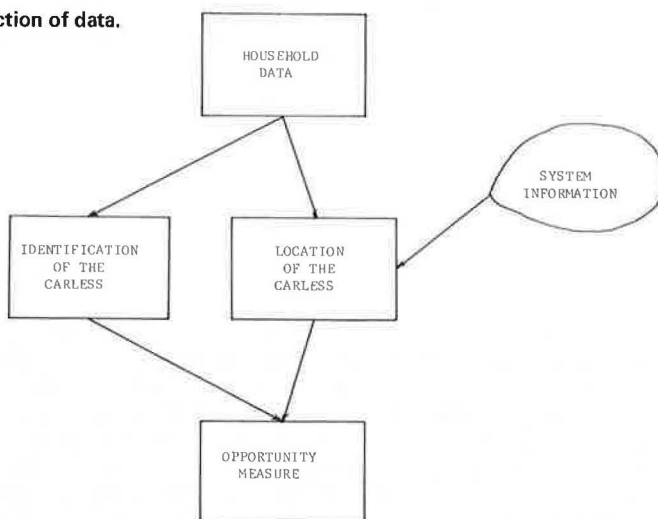 ction of data.
HOUSEHOLD
DATA
SYSTEM
INFORMATION
IDENTIFICATION
OF THE
CARLESS
LOCATION
OF THE
CARLESS
OPPORTUNITY
MEASURE